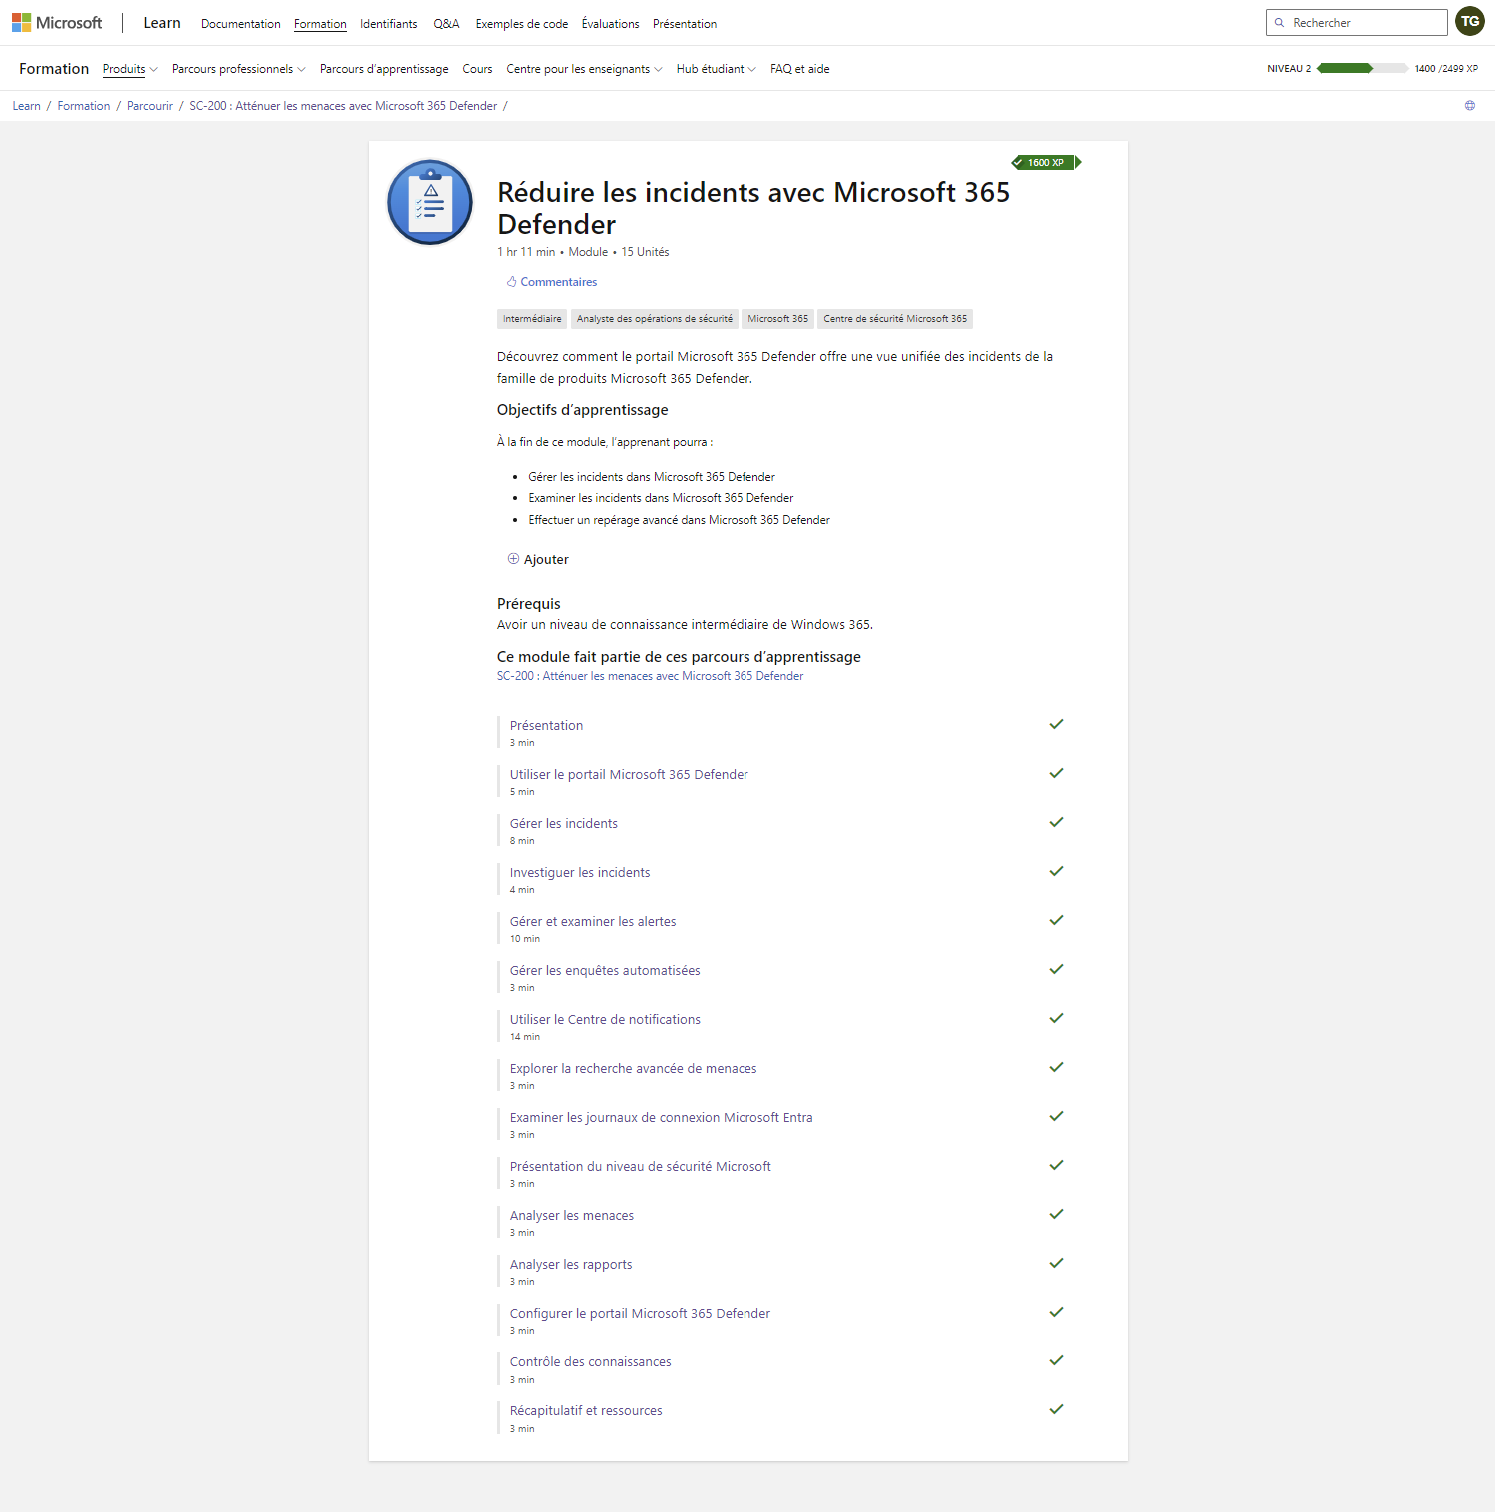 Microsoft
Learn
Documentation
Formation
Identifiants
Q&A
Exemples de code
Évaluations
Présentation
Rechercher
TG
Formation
Produits
Parcours professionnels
Parcours d'apprentissage
Cours
Centre pour les enseignants
Hub étudiant
FAQ et aide
NIVEAU 2
1400 /2499 XP
Learn / Formation / Parcourir / SC-200 : Atténuer les menaces avec Microsoft 365 Defender /
1600 XP
Réduire les incidents avec Microsoft 365
Defender
1 hr 11 min • Module • 15 Unités
Commentaires
Intermédiaire
Analyste des opérations de sécurité
Microsoft 365
Centre de sécurité Microsoft 365
Découvrez comment le portail Microsoft 365 Defender offre une vue unifiée des incidents de la
famille de produits Microsoft 365 Defender.
Objectifs d'apprentissage
À la fin de ce module, l'apprenant pourra :
• Gérer les incidents dans Microsoft 365 Defender
• Examiner les incidents dans Microsoft 365 Defender
• Effectuer un repérage avancé dans Microsoft 365 Defender
Ajouter
Prérequis
Avoir un niveau de connaissance intermédiaire de Windows 365.
Ce module fait partie de ces parcours d'apprentissage
SC-200 : Atténuer les menaces avec Microsoft 365 Defender
Présentation
3 min
Utiliser le portail Microsoft 365 Defender
5 min
Gérer les incidents
8 min
Investiguer les incidents
4 min
Gérer et examiner les alertes
10 min
Gérer les enquêtes automatisées
3 min
Utiliser le Centre de notifications
14 min
Explorer la recherche avancée de menaces
3 min
Examiner les journaux de connexion Microsoft Entra
3 min
Présentation du niveau de sécurité Microsoft
3 min
Analyser les menaces
3 min
Analyser les rapports
3 min
Configurer le portail Microsoft 365 Defender
3 min
Contrôle des connaissances
3 min
Récapitulatif et ressources
3 min